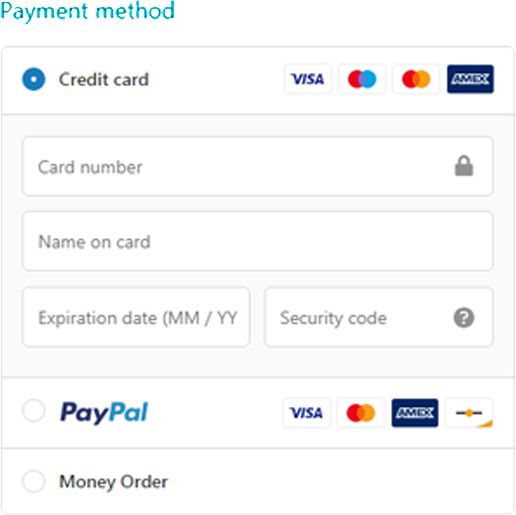 Payment method
Credit card VISA AMEX
Card number
Name on card
Expiration date (MM / YY
Security code ?
PayPal VISA AMEX
Money Order